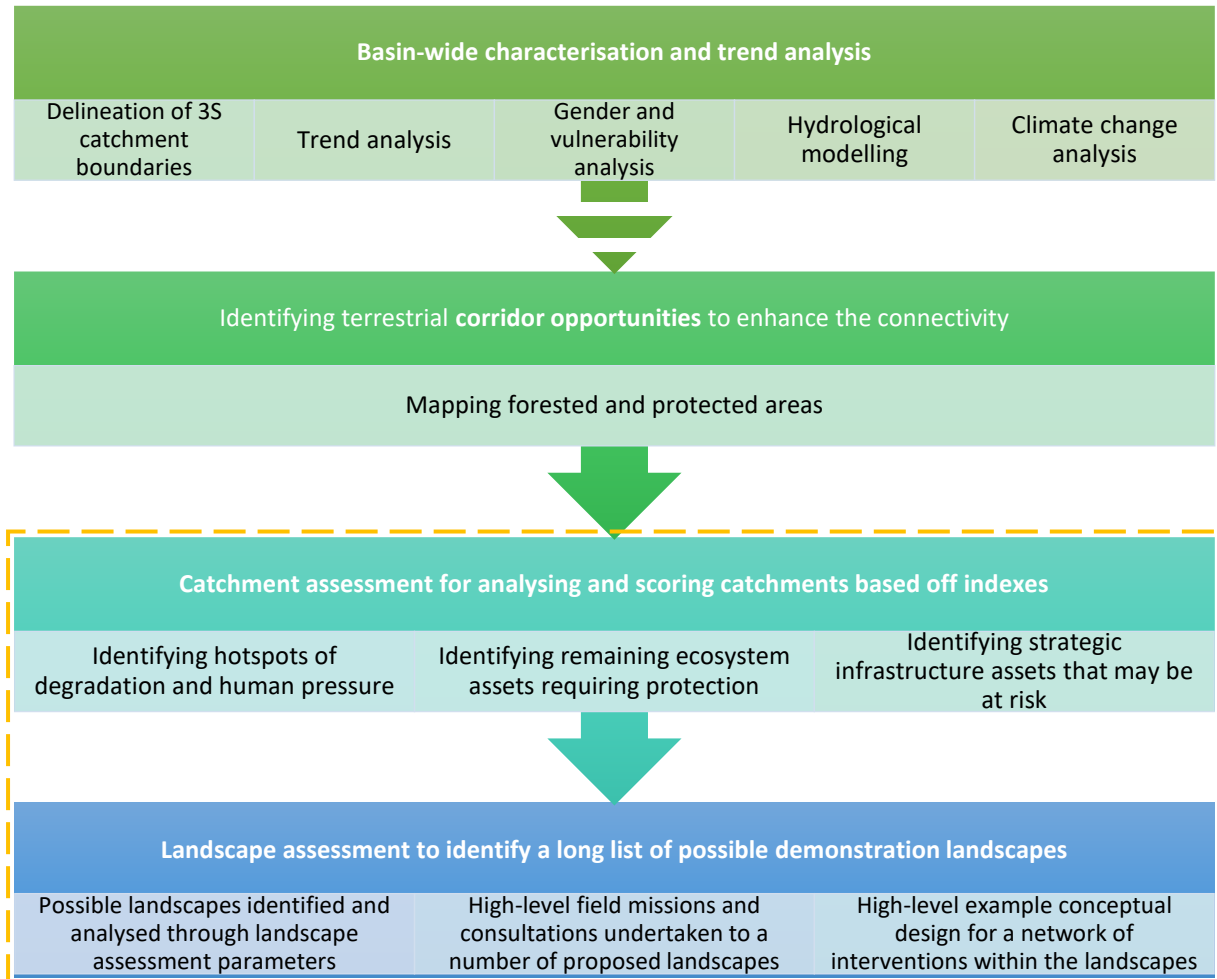 Basin-wide characterisation and trend analysis
Delineation of 3S
catchment
boundaries
Trend analysis
Gender and
vulnerability
analysis
Hydrological
modelling
Climate change
analysis
Identifying terrestrial corridor opportunities to enhance the connectivity
Mapping forested and protected areas
Catchment assessment for analysing and scoring catchments based off indexes
Identifying hotspots of
degradation and human pressure
Identifying remaining ecosystem
assets requiring protection
Identifying strategic
infrastructure assets that may be
at risk
Landscape assessment to identify a long list of possible demonstration landscapes
Possible landscapes identified and
analysed through landscape
assessment parameters
High-level field missions and
consultations undertaken to a
number of proposed landscapes
High-level example conceptual
design for a network of
interventions within the landscapes